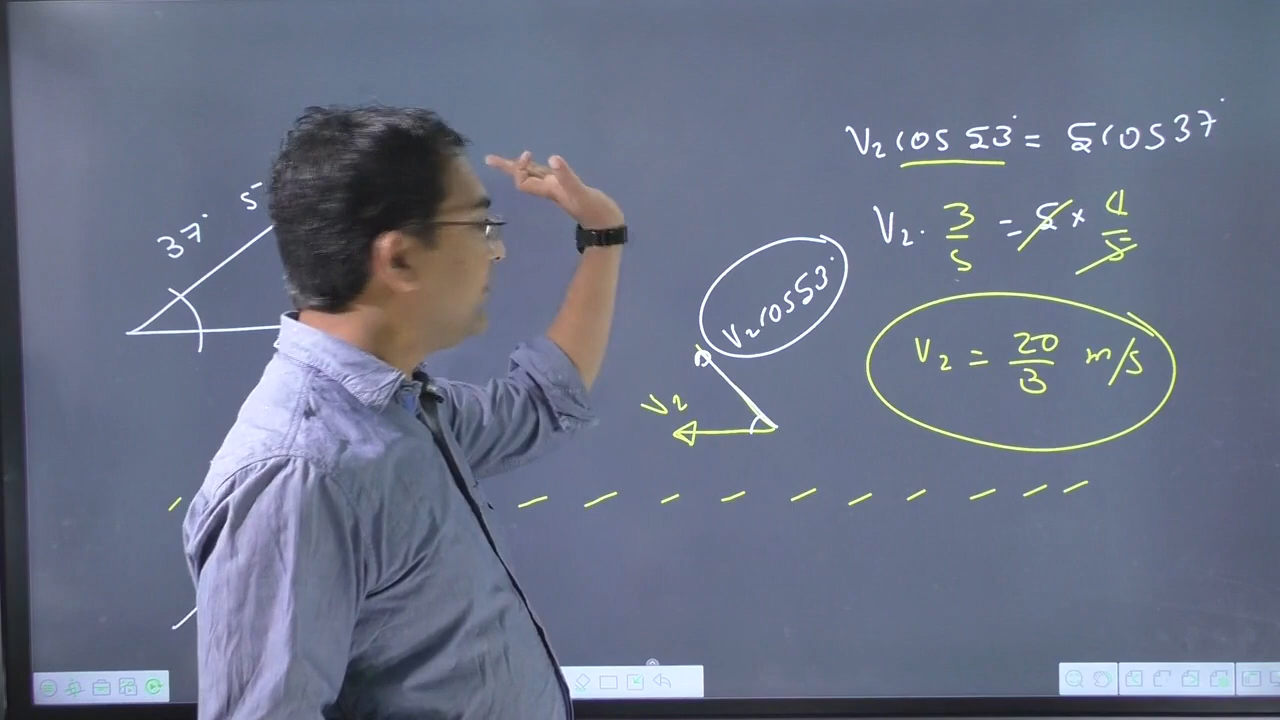 V₂ cos 53° = 5 cos 37°
37°
5
V₂ · 3/5 = 5 × 4/5
V₂ cos 53°
V₂ = 20/3 m/s
V₂